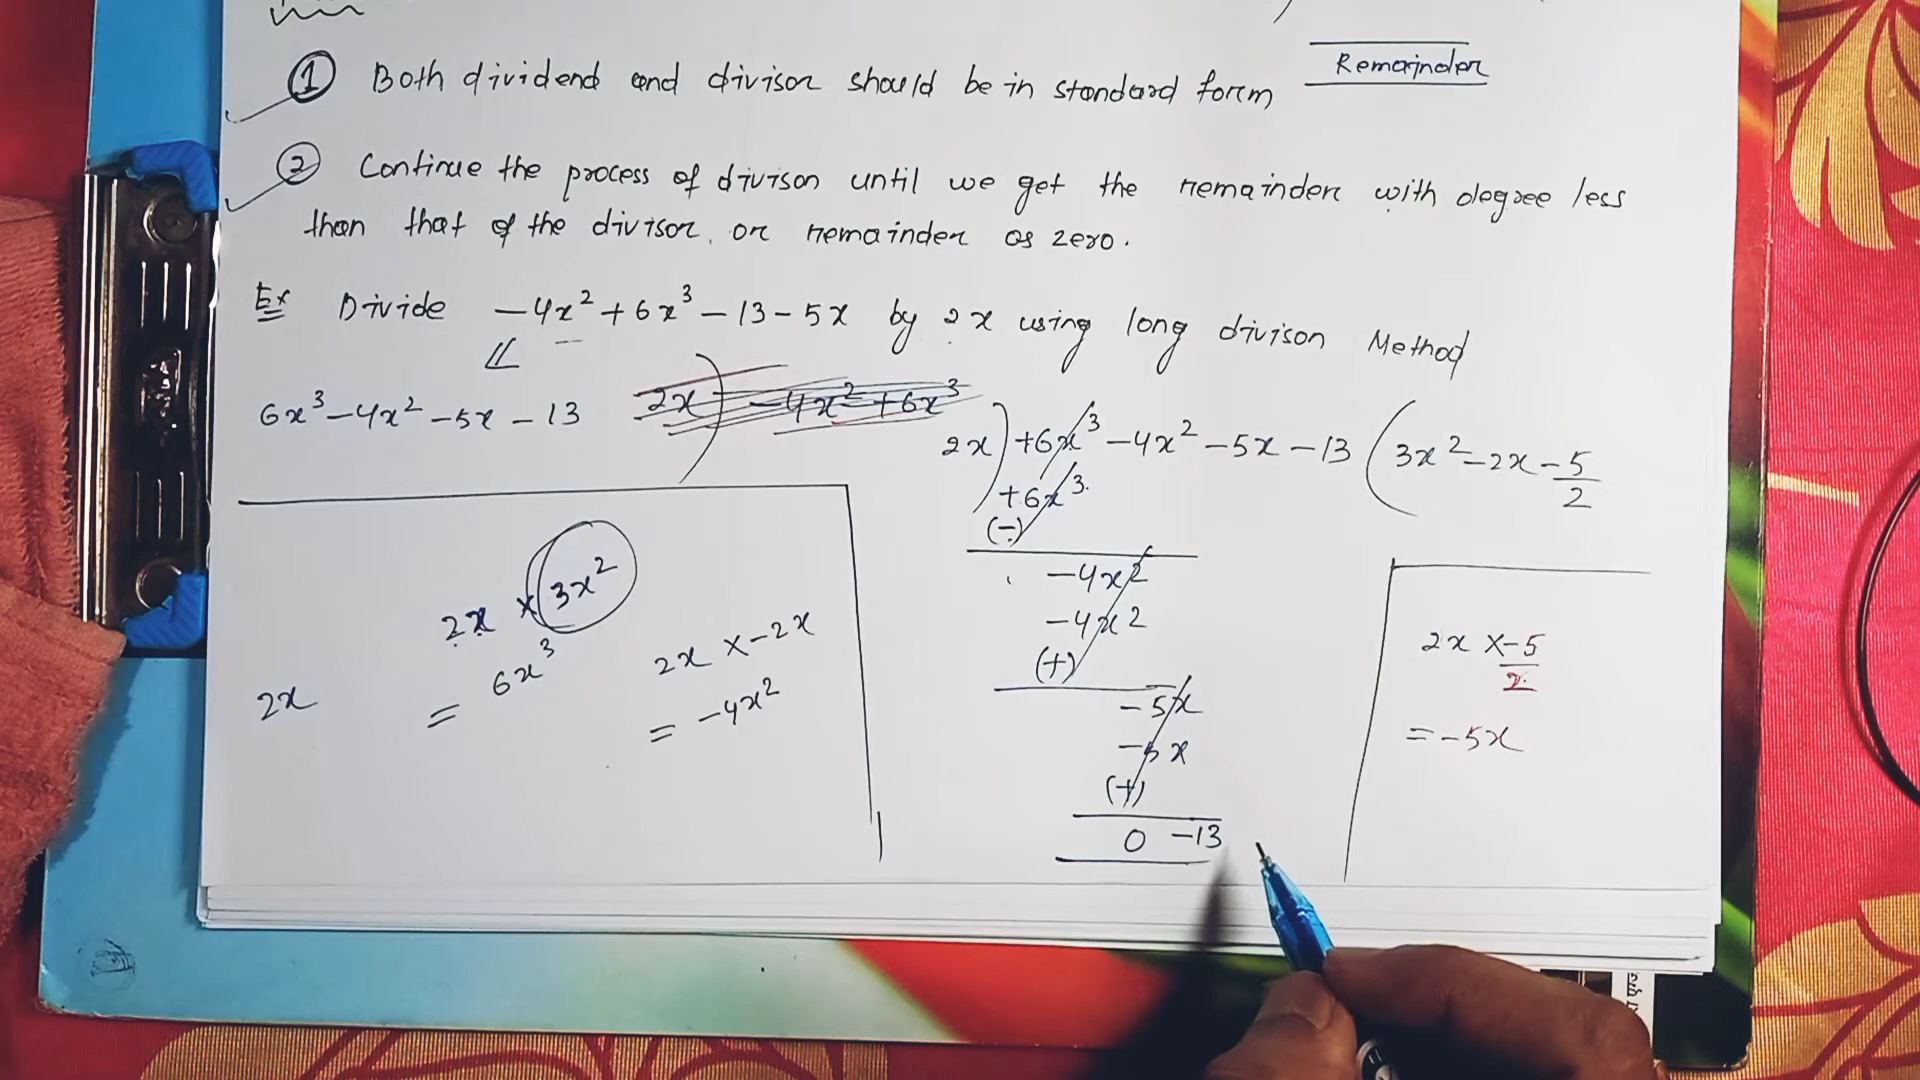 Remainder
① Both dividend and divisor should be in standard form
② Continue the process of divison until we get the remainder with degree less
than that of the divisor, or remainder as zero.
Ex Divide -4x² + 6x³ - 13 - 5x by 2x using long divison Method
6x³ - 4x² - 5x - 13
2x) -4x² + 6x³
2x) +6x³ - 4x² - 5x - 13 (3x² - 2x - 5/2
+6x³
(-)
-4x²
-4x2
(+)
-5x
-5x
(+)
0 -13
2x × 3x²
= 6x³
2x
2x × -2x
= -4x²
2x × -5/2
= -5x